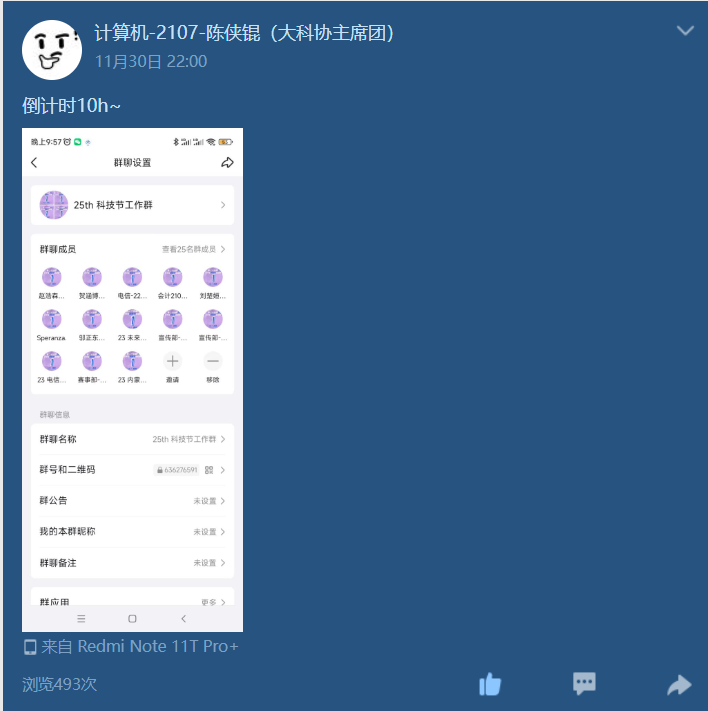 计算机-2107-陈侠锟（大科协主席团）
11月30日 22:00
倒计时10h~
晚上9:57
群聊设置
25th 科技节工作群
群聊成员
查看25名群成员
赵浩森... 贺涵博... 电信-22... 会计210... 刘楚翘...
Speranza 邹正东... 23 未来... 宣传部-... 宣传部-...
23 电信... 赛事部-... 23 内蒙... 邀请 移除
群聊信息
群聊名称 25th 科技节工作群
群号和二维码 636276591
群公告 未设置
我的本群昵称 未设置
群聊备注 未设置
群应用 更多
来自 Redmi Note 11T Pro+
浏览493次